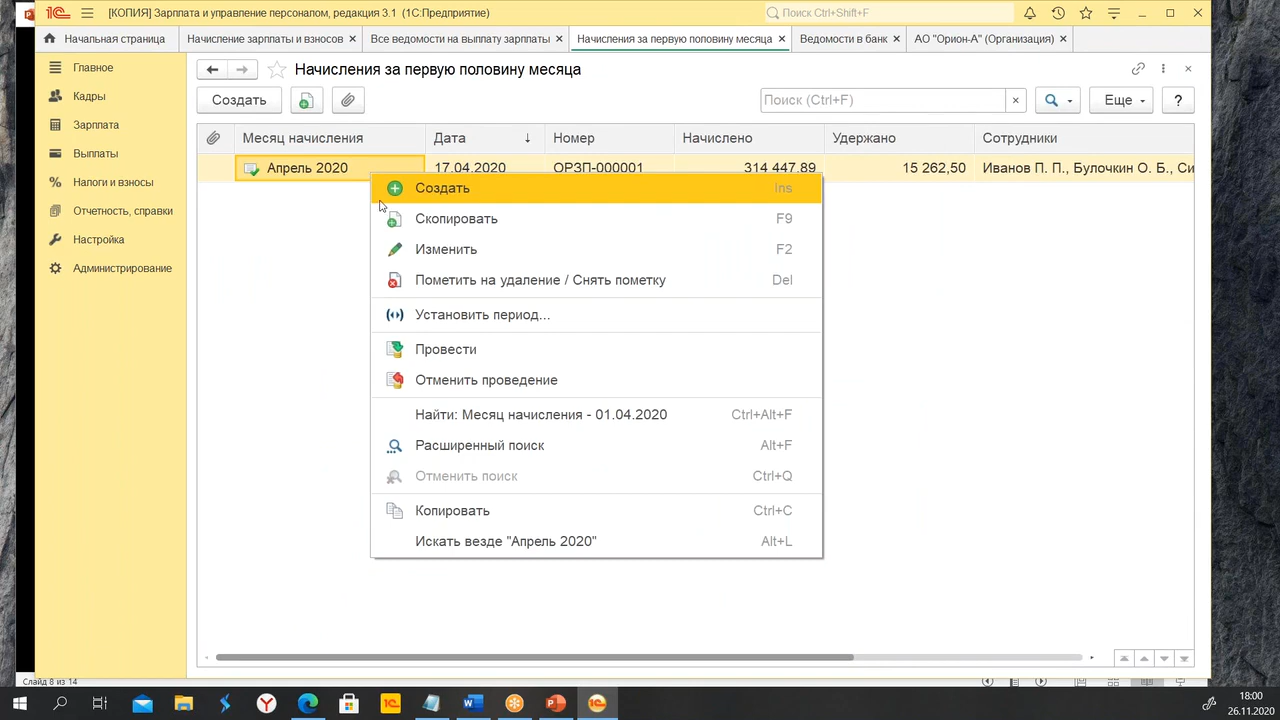 [КОПИЯ] Зарплата и управление персоналом, редакция 3.1 (1С:Предприятие)
Поиск Ctrl+Shift+F
Начальная страница
Начисление зарплаты и взносов ×
Все ведомости на выплату зарплаты ×
Начисления за первую половину месяца ×
Ведомости в банк ×
АО "Орион-А" (Организация) ×
Главное
Кадры
Зарплата
Выплаты
Налоги и взносы
Отчетность, справки
Настройка
Администрирование
Начисления за первую половину месяца
Создать
Поиск (Ctrl+F)
×
Еще
?
Месяц начисления Дата ↓ Номер Начислено Удержано Сотрудники
Апрель 2020 17.04.2020 ОРЗП-000001 314 447,89 15 262,50 Иванов П. П., Булочкин О. Б., Си
Создать Ins
Скопировать F9
Изменить F2
Пометить на удаление / Снять пометку Del
Установить период...
Провести
Отменить проведение
Найти: Месяц начисления - 01.04.2020 Ctrl+Alt+F
Расширенный поиск Alt+F
Отменить поиск Ctrl+Q
Копировать Ctrl+C
Искать везде "Апрель 2020" Alt+L
Слайд 8 из 14
18:00
26.11.2020